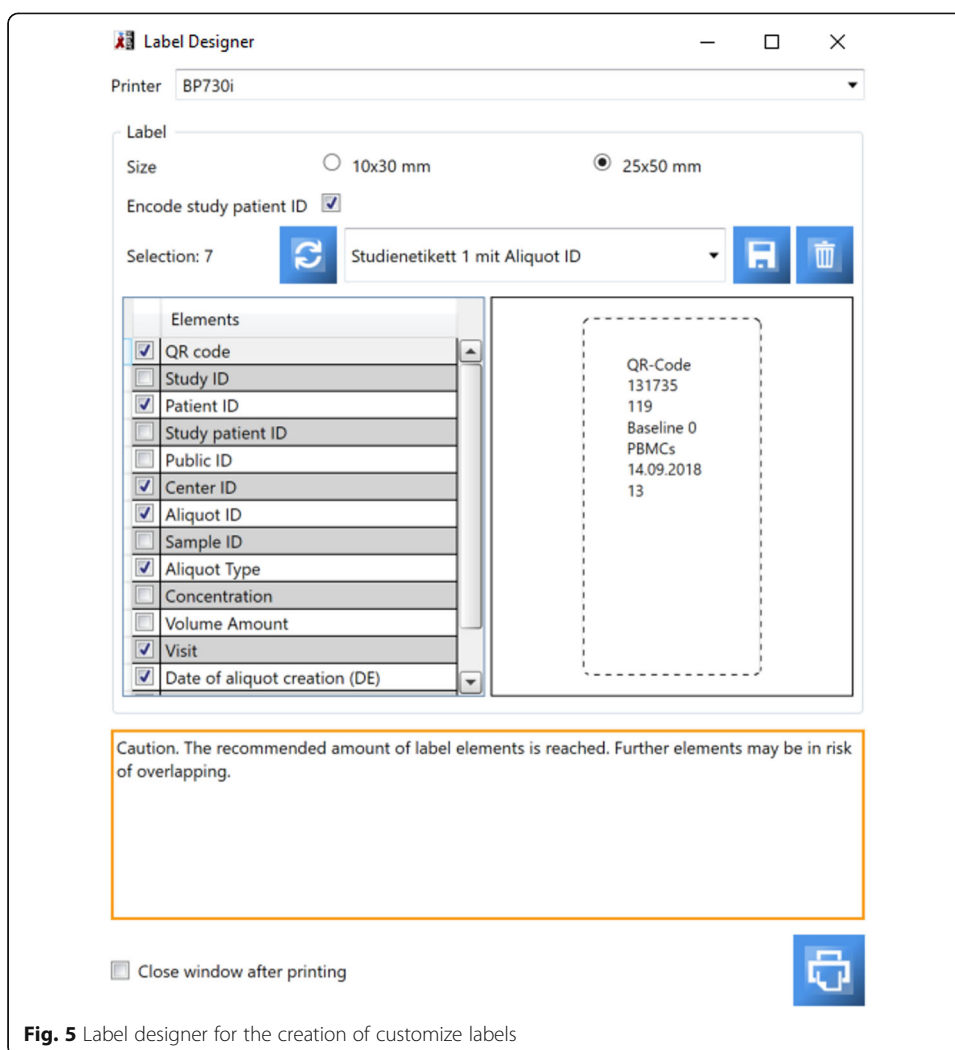 Label Designer
Printer BP730i
Label
Size 10x30 mm 25x50 mm
Encode study patient ID
Selection: 7 Studienetikett 1 mit Aliquot ID
Elements
QR code
Study ID
Patient ID
Study patient ID
Public ID
Center ID
Aliquot ID
Sample ID
Aliquot Type
Concentration
Volume Amount
Visit
Date of aliquot creation (DE)
QR-Code
131735
119
Baseline 0
PBMCs
14.09.2018
13
Caution. The recommended amount of label elements is reached. Further elements may be in risk
of overlapping.
Close window after printing
Fig. 5 Label designer for the creation of customize labels